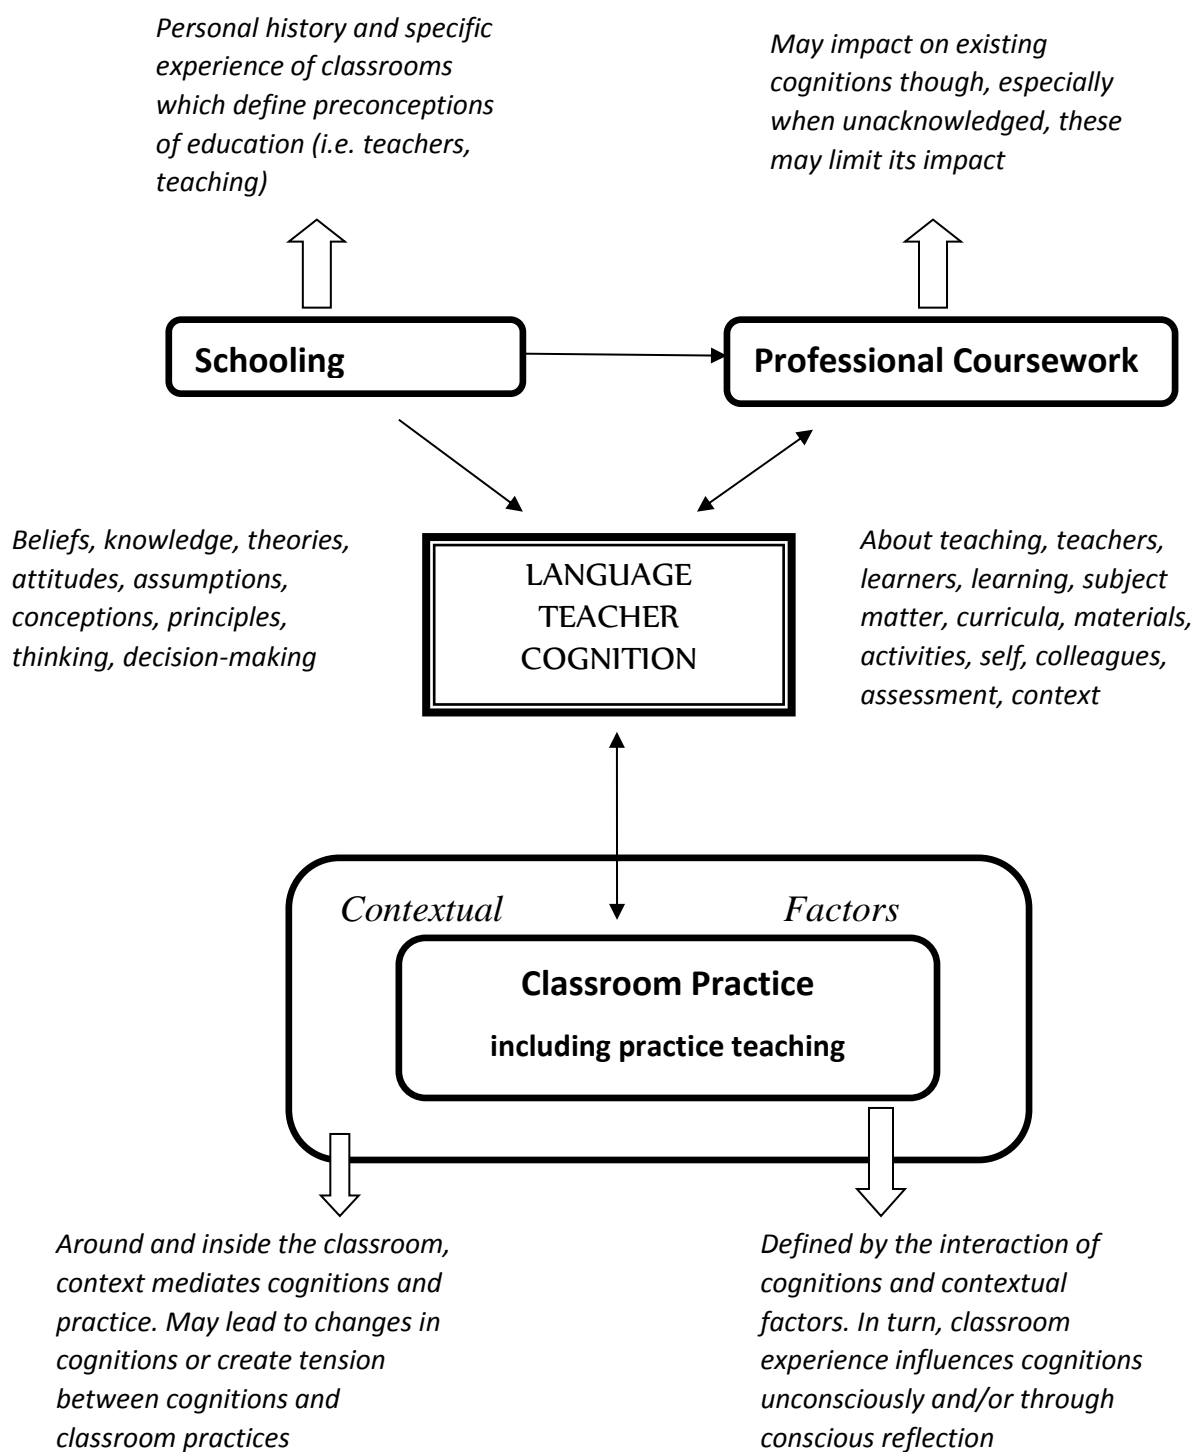 Personal history and specific
experience of classrooms
which define preconceptions
of education (i.e. teachers,
teaching)
May impact on existing
cognitions though, especially
when unacknowledged, these
may limit its impact
Schooling
Professional Coursework
Beliefs, knowledge, theories,
attitudes, assumptions,
conceptions, principles,
thinking, decision-making
LANGUAGE
TEACHER
COGNITION
About teaching, teachers,
learners, learning, subject
matter, curricula, materials,
activities, self, colleagues,
assessment, context
Contextual Factors
Classroom Practice
including practice teaching
Around and inside the classroom,
context mediates cognitions and
practice. May lead to changes in
cognitions or create tension
between cognitions and
classroom practices
Defined by the interaction of
cognitions and contextual
factors. In turn, classroom
experience influences cognitions
unconsciously and/or through
conscious reflection